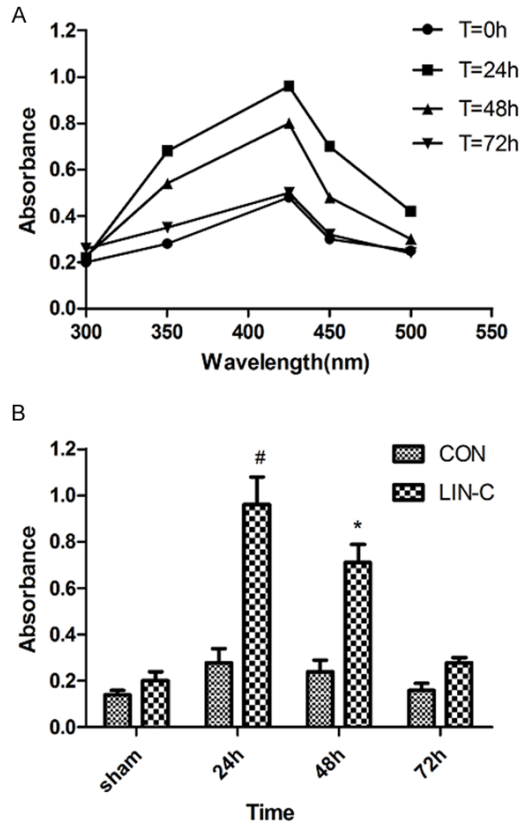 A
1.2
1.0
0.8
0.6
0.4
0.2
0.0
Absorbance
T=0h
T=24h
T=48h
T=72h
300 350 400 450 500 550
Wavelength(nm)
B
1.2
1.0
0.8
0.6
0.4
0.2
0.0
Absorbance
#
*
CON
LIN-C
sham 24h 48h 72h
Time